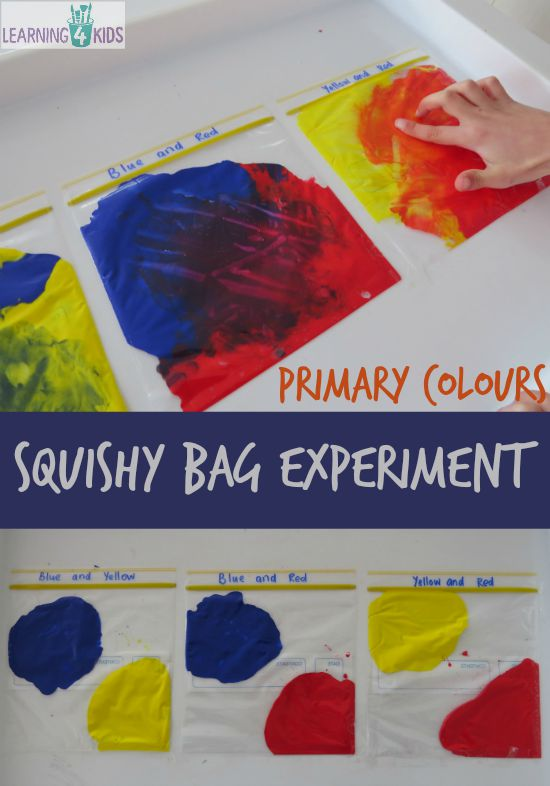 LEARNING 4 KIDS
Blue and Red
Yellow and Red
PRIMARY COLOURS
SQUISHY BAG EXPERIMENT
Blue and Yellow
Blue and Red
Yellow and Red